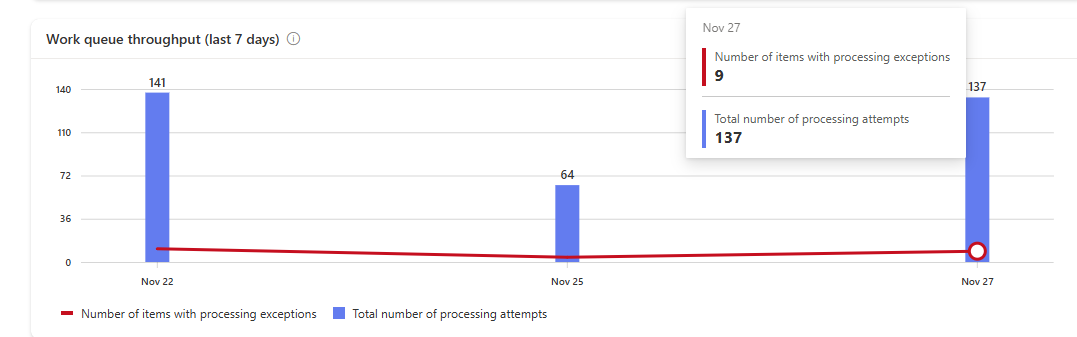 Work queue throughput (last 7 days)
Nov 27
Number of items with processing exceptions
9
Total number of processing attempts
137
141
64
137
140
110
72
36
0
Nov 22
Nov 25
Nov 27
Number of items with processing exceptions
Total number of processing attempts